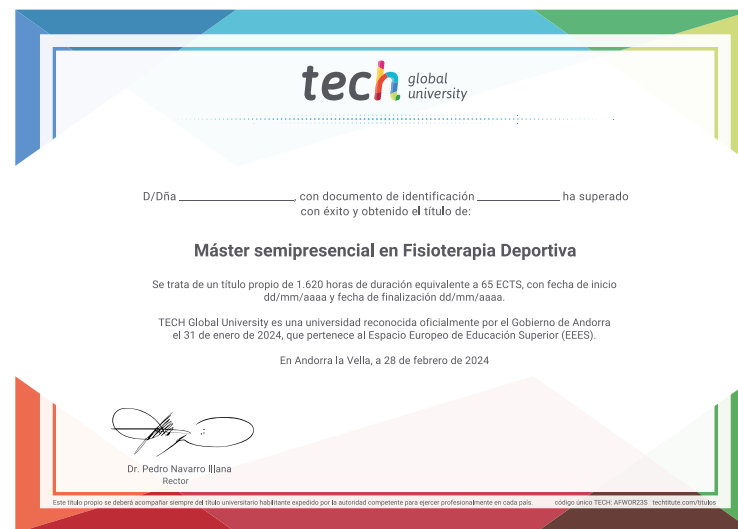 tech global university
D/Dña ____________, con documento de identificación ____________ ha superado
con éxito y obtenido el título de:
Máster semipresencial en Fisioterapia Deportiva
Se trata de un título propio de 1.620 horas de duración equivalente a 65 ECTS, con fecha de inicio
dd/mm/aaaa y fecha de finalización dd/mm/aaaa.
TECH Global University es una universidad reconocida oficialmente por el Gobierno de Andorra
el 31 de enero de 2024, que pertenece al Espacio Europeo de Educación Superior (EEES).
En Andorra la Vella, a 28 de febrero de 2024
Dr. Pedro Navarro Illana
Rector
Este título propio se deberá acompañar siempre del título universitario habilitante expedido por la autoridad competente para ejercer profesionalmente en cada país. código único TECH: AFWOR23S techtitute.com/títulos